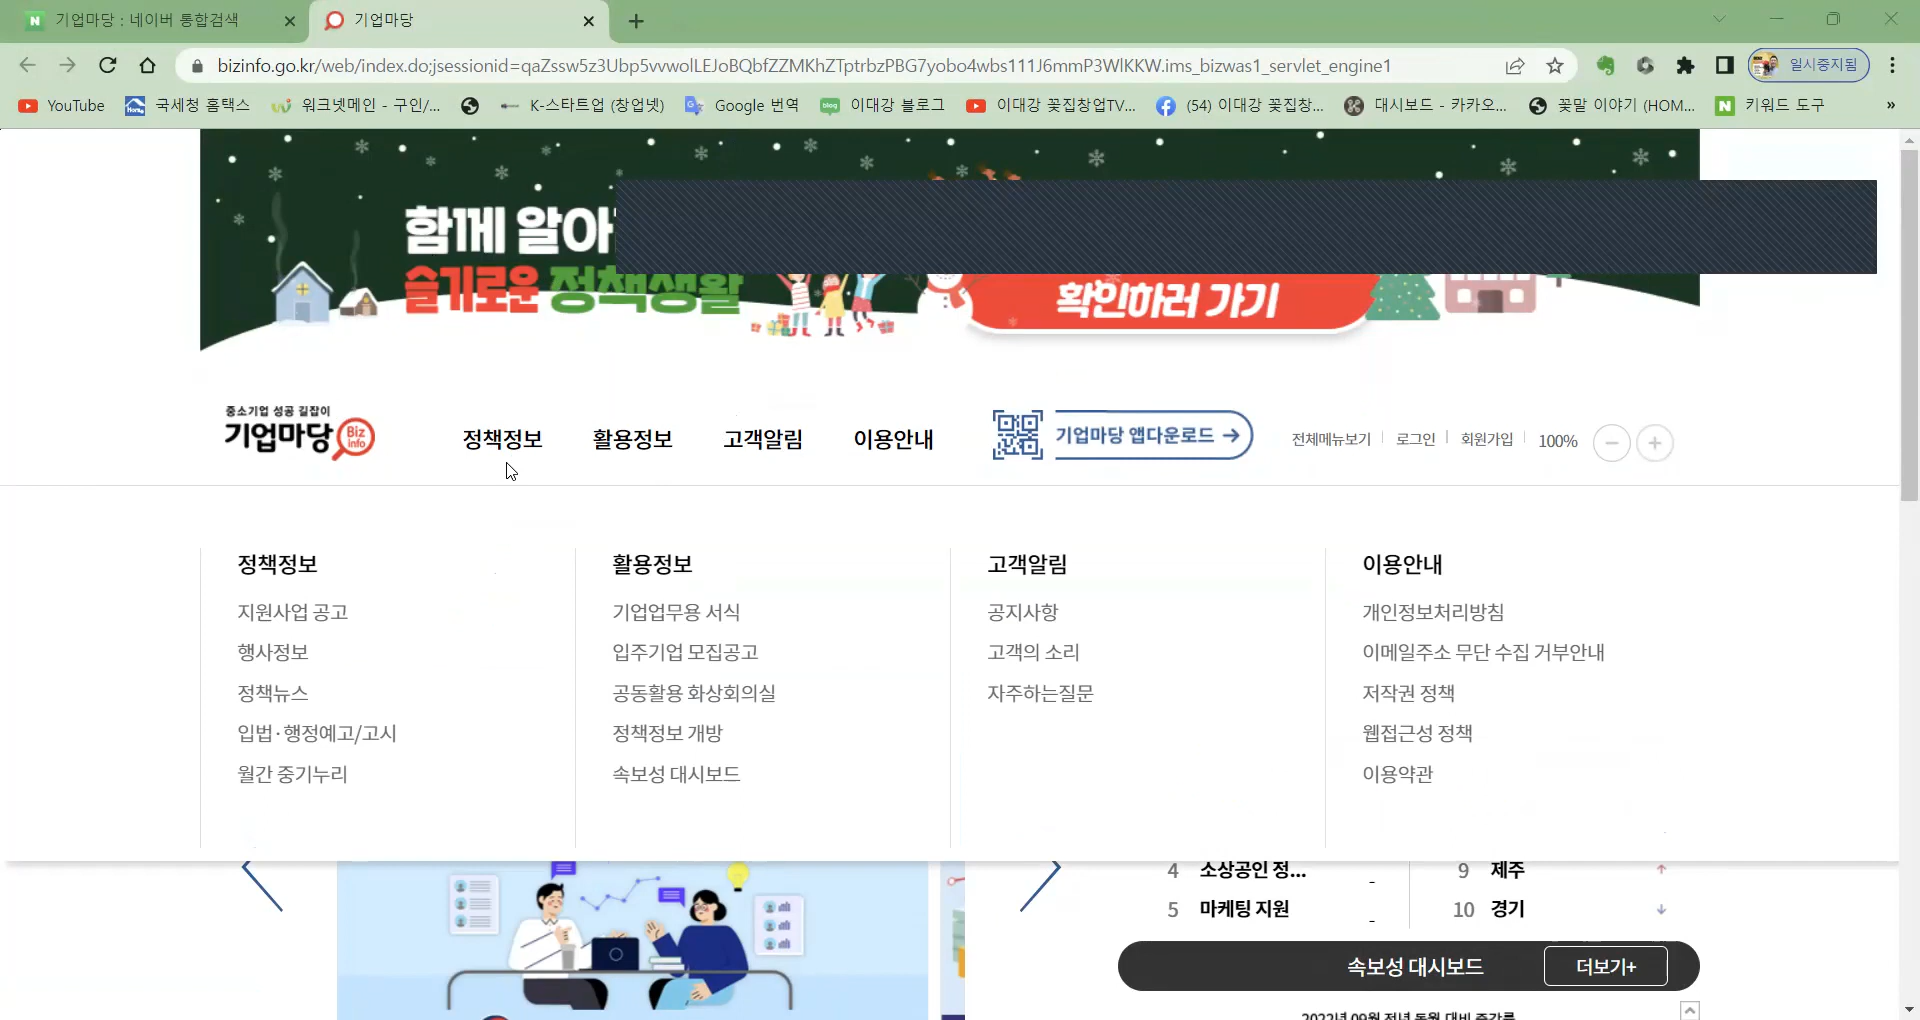 기업마당 : 네이버 통합검색
기업마당
bizinfo.go.kr/web/index.do;jsessionid=qaZssw5z3Ubp5vvwolLEJoBQbfZZMKhZTptrbzPBG7yobo4wbs111J6mmP3WlKKW.ims_bizwas1_servlet_engine1
일시중지됨
YouTube 국세청 홈택스 워크넷메인 - 구인/... K-스타트업 (창업넷) Google 번역 이대강 블로그 이대강 꽃집창업TV... (54) 이대강 꽃집창... 대시보드 - 카카오... 꽃말 이야기 (HOM... 키워드 도구 »
함께 알아
슬기로운 정책생활
확인하러 가기
중소기업 성공 길잡이
기업마당 Biz info
정책정보 활용정보 고객알림 이용안내
기업마당 앱다운로드 →
전체메뉴보기 로그인 회원가입 100%
정책정보
지원사업 공고
행사정보
정책뉴스
입법·행정예고/고시
월간 중기누리
활용정보
기업업무용 서식
입주기업 모집공고
공동활용 화상회의실
정책정보 개방
속보성 대시보드
고객알림
공지사항
고객의 소리
자주하는질문
이용안내
개인정보처리방침
이메일주소 무단 수집 거부안내
저작권 정책
웹접근성 정책
이용약관
4 소상공인 정... -
5 마케팅 지원 -
9 제주 ↑
10 경기 ↓
속보성 대시보드 더보기+
2022년 09월 전년 동월 대비 증감률